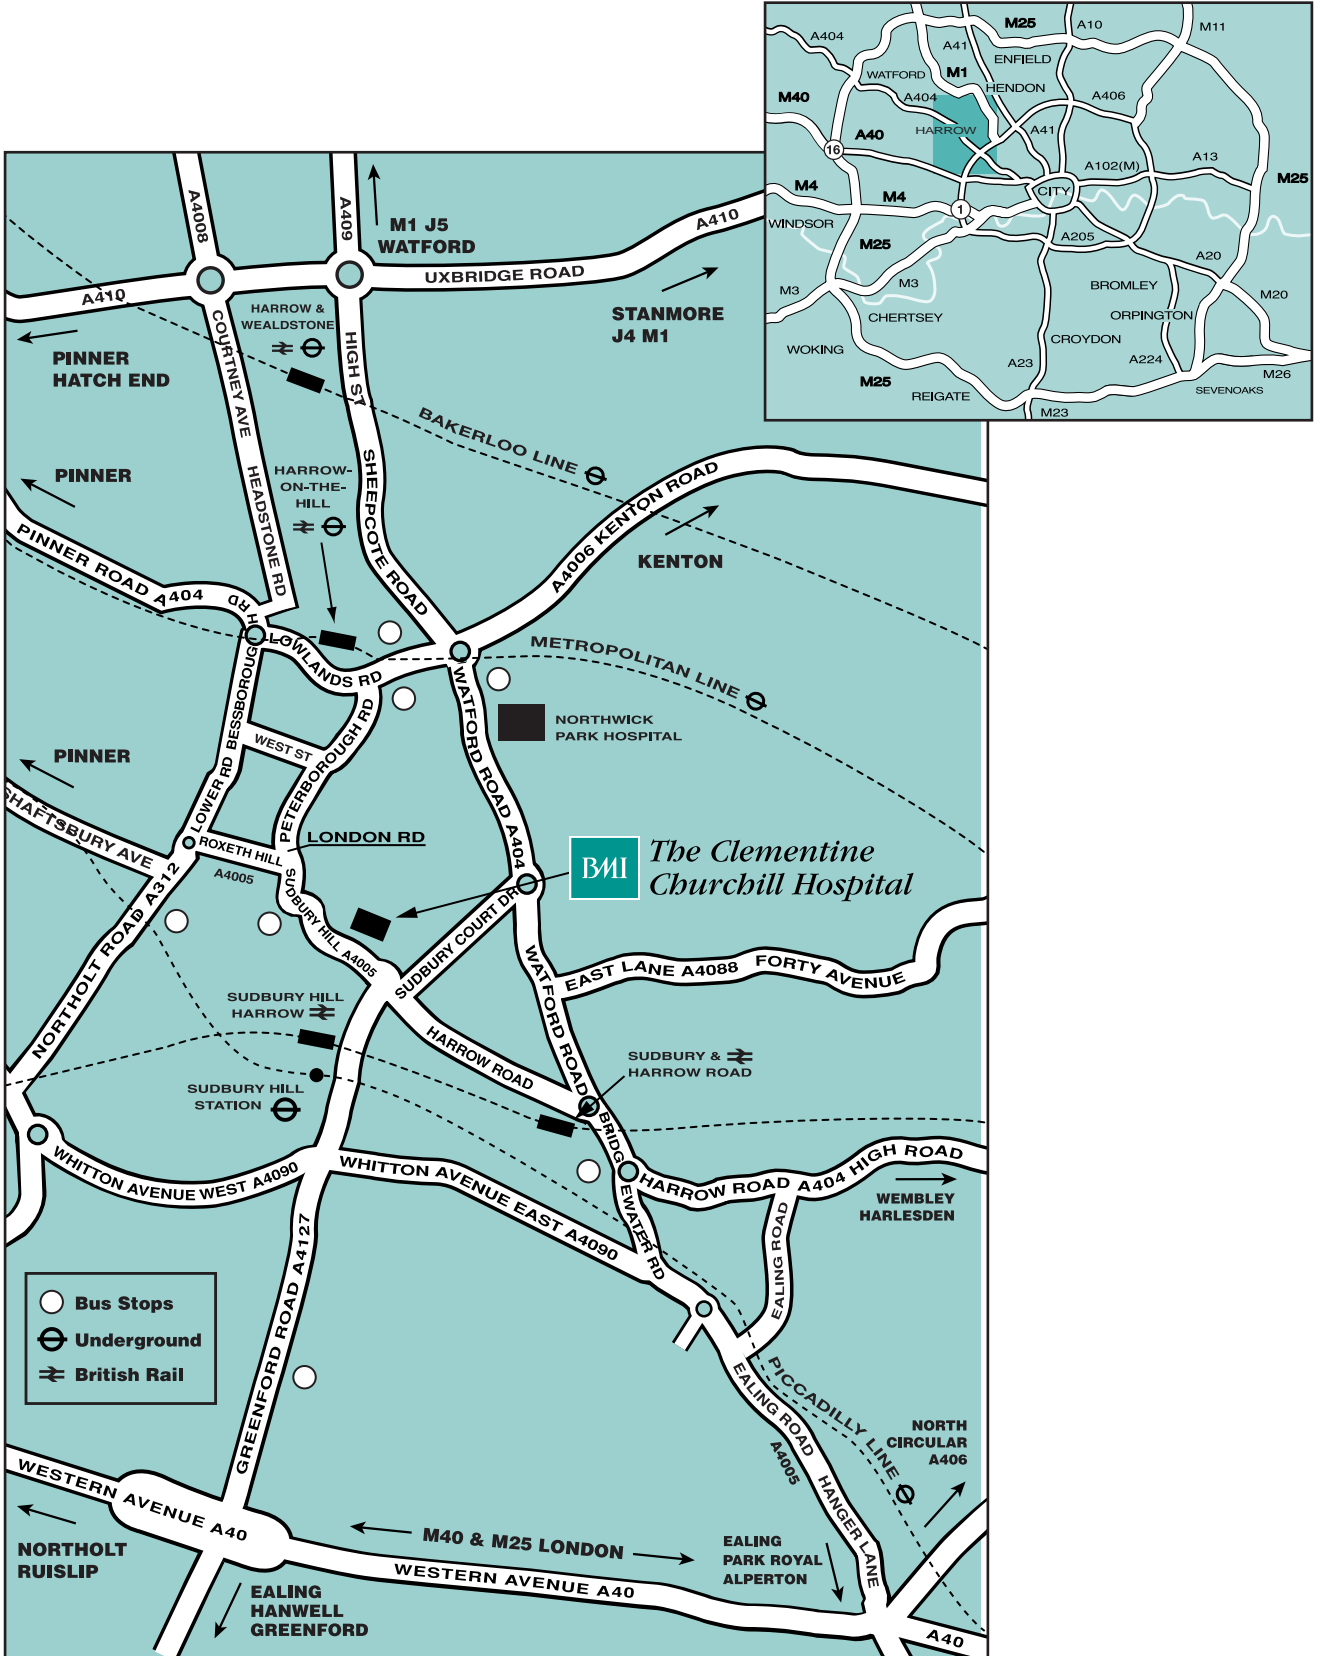 M25
A10
M11
A404
A41
ENFIELD
WATFORD
M1
HENDON
M40
A404
A406
HARROW
A40
A41
16
A102(M)
A13
M25
M4
M4
CITY
1
WINDSOR
M25
A205
A20
M3
M3
BROMLEY
M20
CHERTSEY
ORPINGTON
WOKING
CROYDON
A23
A224
M26
M25
REIGATE
SEVENOAKS
M23
A4008
A409
M1 J5
WATFORD
A410
UXBRIDGE ROAD
A410
STANMORE
J4 M1
PINNER
HATCH END
HARROW &
WEALDSTONE
COURTNEY AVE
HIGH ST
BAKERLOO LINE
PINNER
HEADSTONE RD
HARROW-
ON-THE-
HILL
SHEEPCOTE ROAD
A4006 KENTON ROAD
KENTON
PINNER ROAD A404
BESSBOROUGH RD
LOWLANDS RD
METROPOLITAN LINE
NORTHWICK
PARK HOSPITAL
WATFORD ROAD A404
PINNER
WEST ST
PETERBOROUGH RD
LOWER RD
SHAFTSBURY AVE
ROXETH HILL
A4005
LONDON RD
BMI
The Clementine
Churchill Hospital
SUDBURY HILL A4005
SUDBURY COURT DR
NORTHOLT ROAD A312
WATFORD ROAD
EAST LANE A4088
FORTY AVENUE
SUDBURY HILL
HARROW
HARROW ROAD
SUDBURY &
HARROW ROAD
SUDBURY HILL
STATION
BRIDGEWATER RD
WHITTON AVENUE WEST A4090
WHITTON AVENUE EAST A4090
HARROW ROAD A404 HIGH ROAD
WEMBLEY
HARLESDEN
EALING ROAD
GREENFORD ROAD A4127
Bus Stops
Underground
British Rail
PICCADILLY LINE
EALING ROAD
A4005
HANGER LANE
NORTH
CIRCULAR
A406
WESTERN AVENUE A40
NORTHOLT
RUISLIP
M40 & M25 LONDON
EALING
PARK ROYAL
ALPERTON
WESTERN AVENUE A40
EALING
HANWELL
GREENFORD
A40